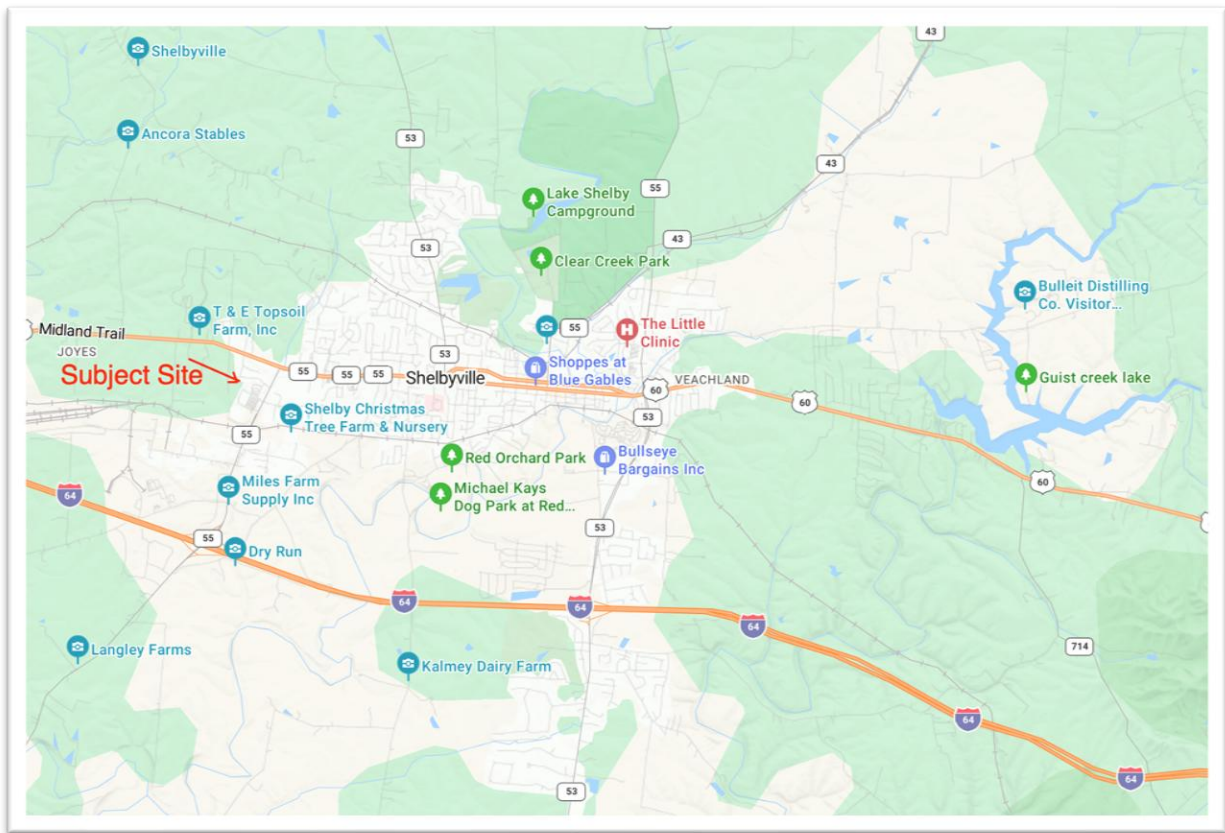 43
Shelbyville
Ancora Stables
53
43
55
Lake Shelby
Campground
43
53
Clear Creek Park
Bulleit Distilling
Co. Visitor...
T & E Topsoil
Farm, Inc
Midland Trail
JOYES
55
The Little
Clinic
53
Subject Site
55
55
55
Shelbyville
Shoppes at
Blue Gables
60
VEACHLAND
Guist creek lake
60
Shelby Christmas
Tree Farm & Nursery
53
55
Red Orchard Park
Bullseye
Bargains Inc
Miles Farm
Supply Inc
Michael Kays
Dog Park at Red...
60
64
53
55
Dry Run
64
64
64
Langley Farms
Kalmey Dairy Farm
714
64
64
53